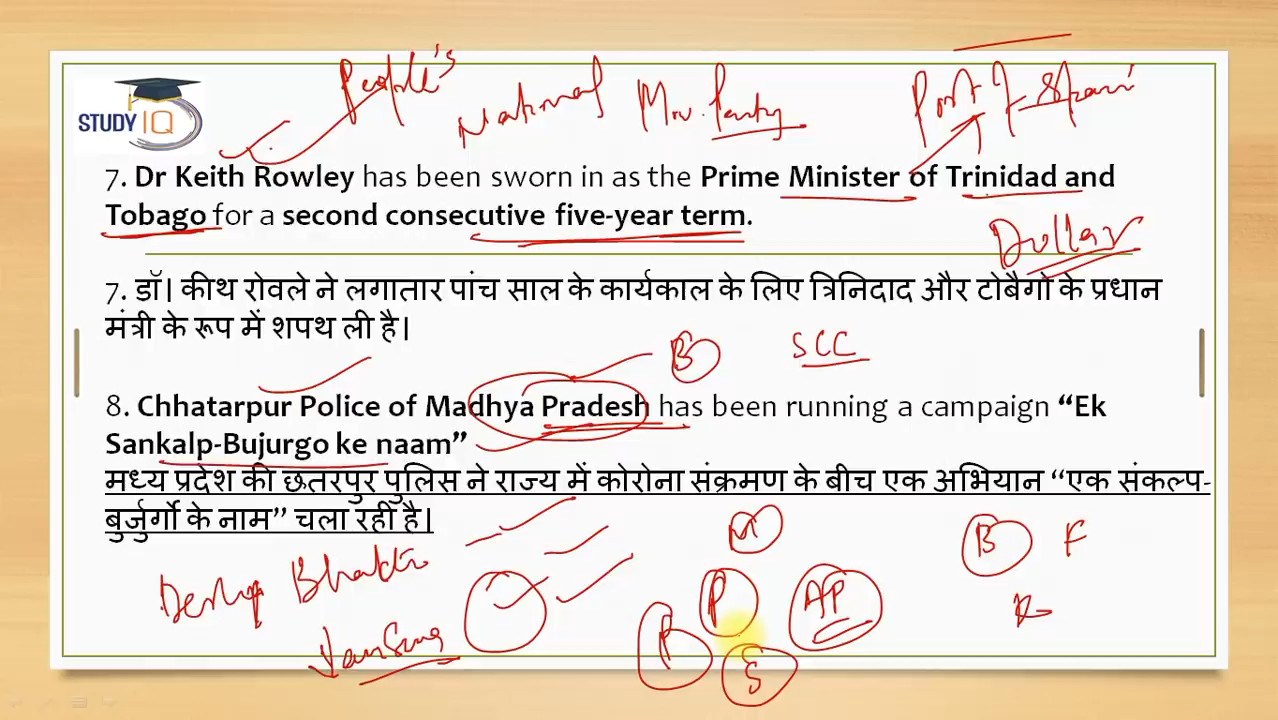 People's
National Mov. Party
Port of Spain
STUDY IQ
7. Dr Keith Rowley has been sworn in as the Prime Minister of Trinidad and
Tobago for a second consecutive five-year term.
Dollar
7. डॉ। कीथ रोवले ने लगातार पांच साल के कार्यकाल के लिए त्रिनिदाद और टोबैगो के प्रधान
मंत्री के रूप में शपथ ली है।
B SCC
8. Chhatarpur Police of Madhya Pradesh has been running a campaign “Ek
Sankalp-Bujurgo ke naam”
मध्य प्रदेश की छतरपुर पुलिस ने राज्य में कोरोना संक्रमण के बीच एक अभियान “एक संकल्प-
बुर्जुर्गो के नाम” चला रहीं है।
B F
Bhakti
P AP
P S